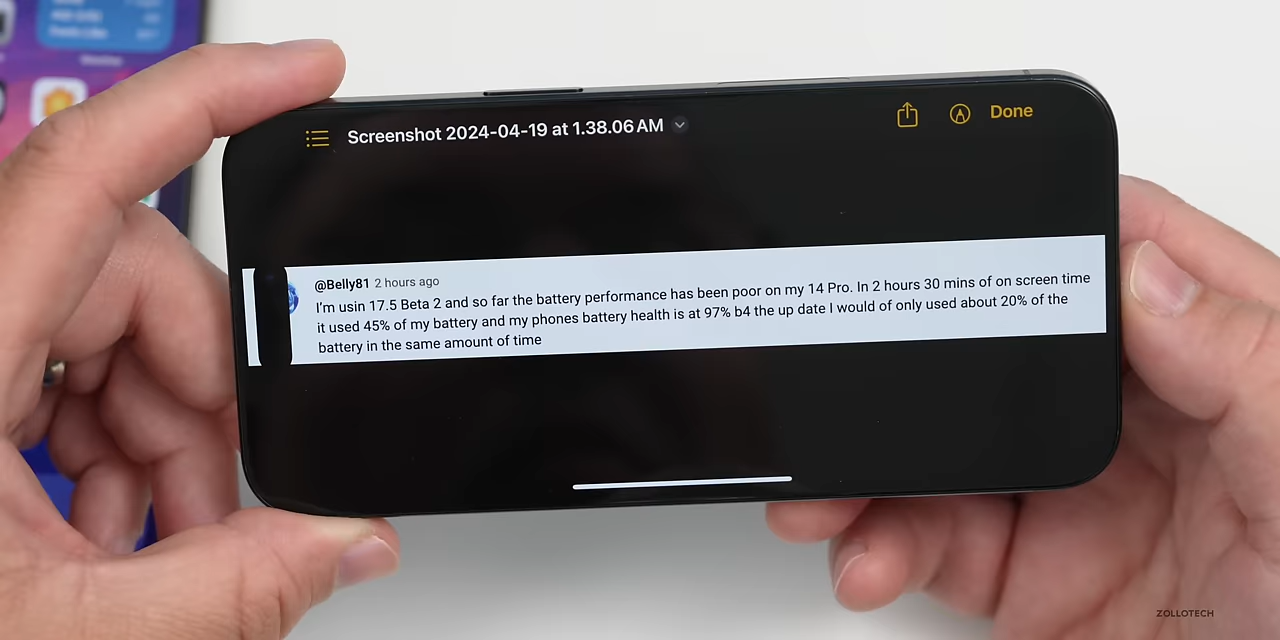 Screenshot 2024-04-19 at 1.38.06 AM
Done
@Belly81 2 hours ago
I'm usin 17.5 Beta 2 and so far the battery performance has been poor on my 14 Pro. In 2 hours 30 mins of on screen time
it used 45% of my battery and my phones battery health is at 97% b4 the up date I would of only used about 20% of the
battery in the same amount of time
ZOLLOTECH